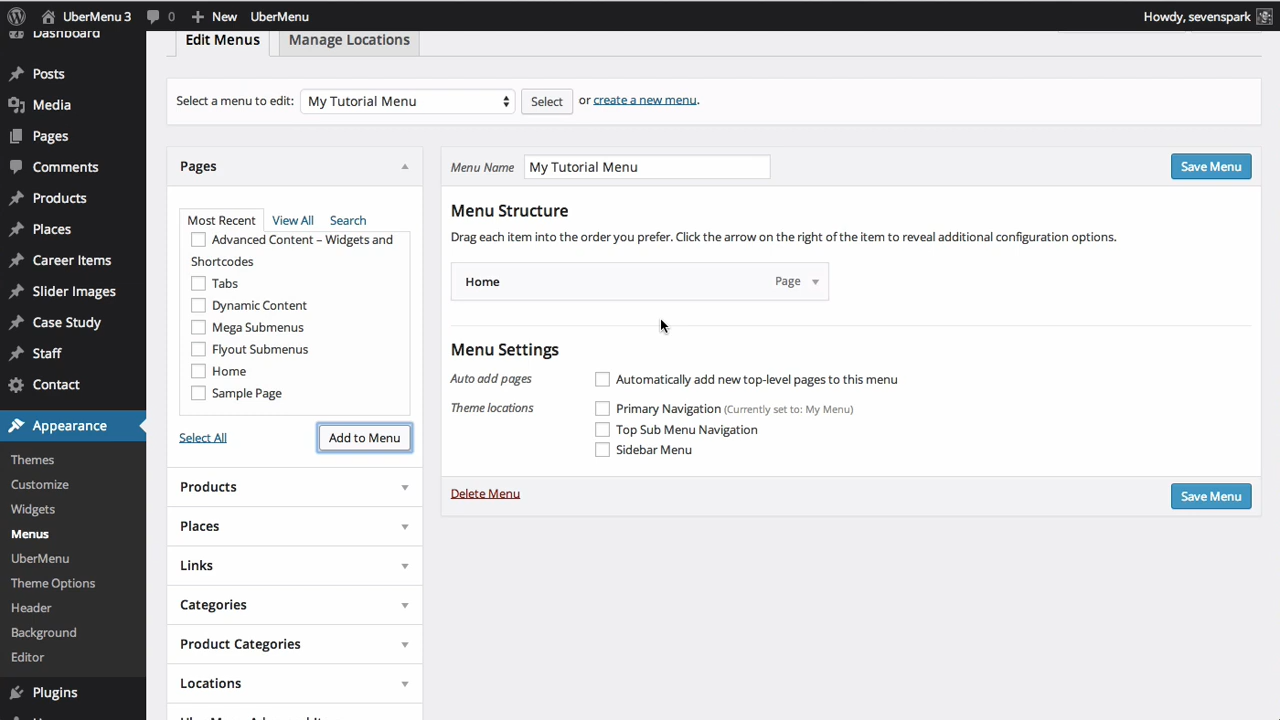 UberMenu 3 0 New UberMenu Howdy, sevenspark
Dashboard
Posts
Media
Pages
Comments
Products
Places
Career Items
Slider Images
Case Study
Staff
Contact
Appearance
Themes
Customize
Widgets
Menus
UberMenu
Theme Options
Header
Background
Editor
Plugins
Edit Menus Manage Locations
Select a menu to edit: My Tutorial Menu Select or create a new menu.
Pages
Most Recent View All Search
Advanced Content – Widgets and
Shortcodes
Tabs
Dynamic Content
Mega Submenus
Flyout Submenus
Home
Sample Page
Select All Add to Menu
Products
Places
Links
Categories
Product Categories
Locations
Menu Name My Tutorial Menu Save Menu
Menu Structure
Drag each item into the order you prefer. Click the arrow on the right of the item to reveal additional configuration options.
Home Page
Menu Settings
Auto add pages Automatically add new top-level pages to this menu
Theme locations Primary Navigation (Currently set to: My Menu)
Top Sub Menu Navigation
Sidebar Menu
Delete Menu Save Menu